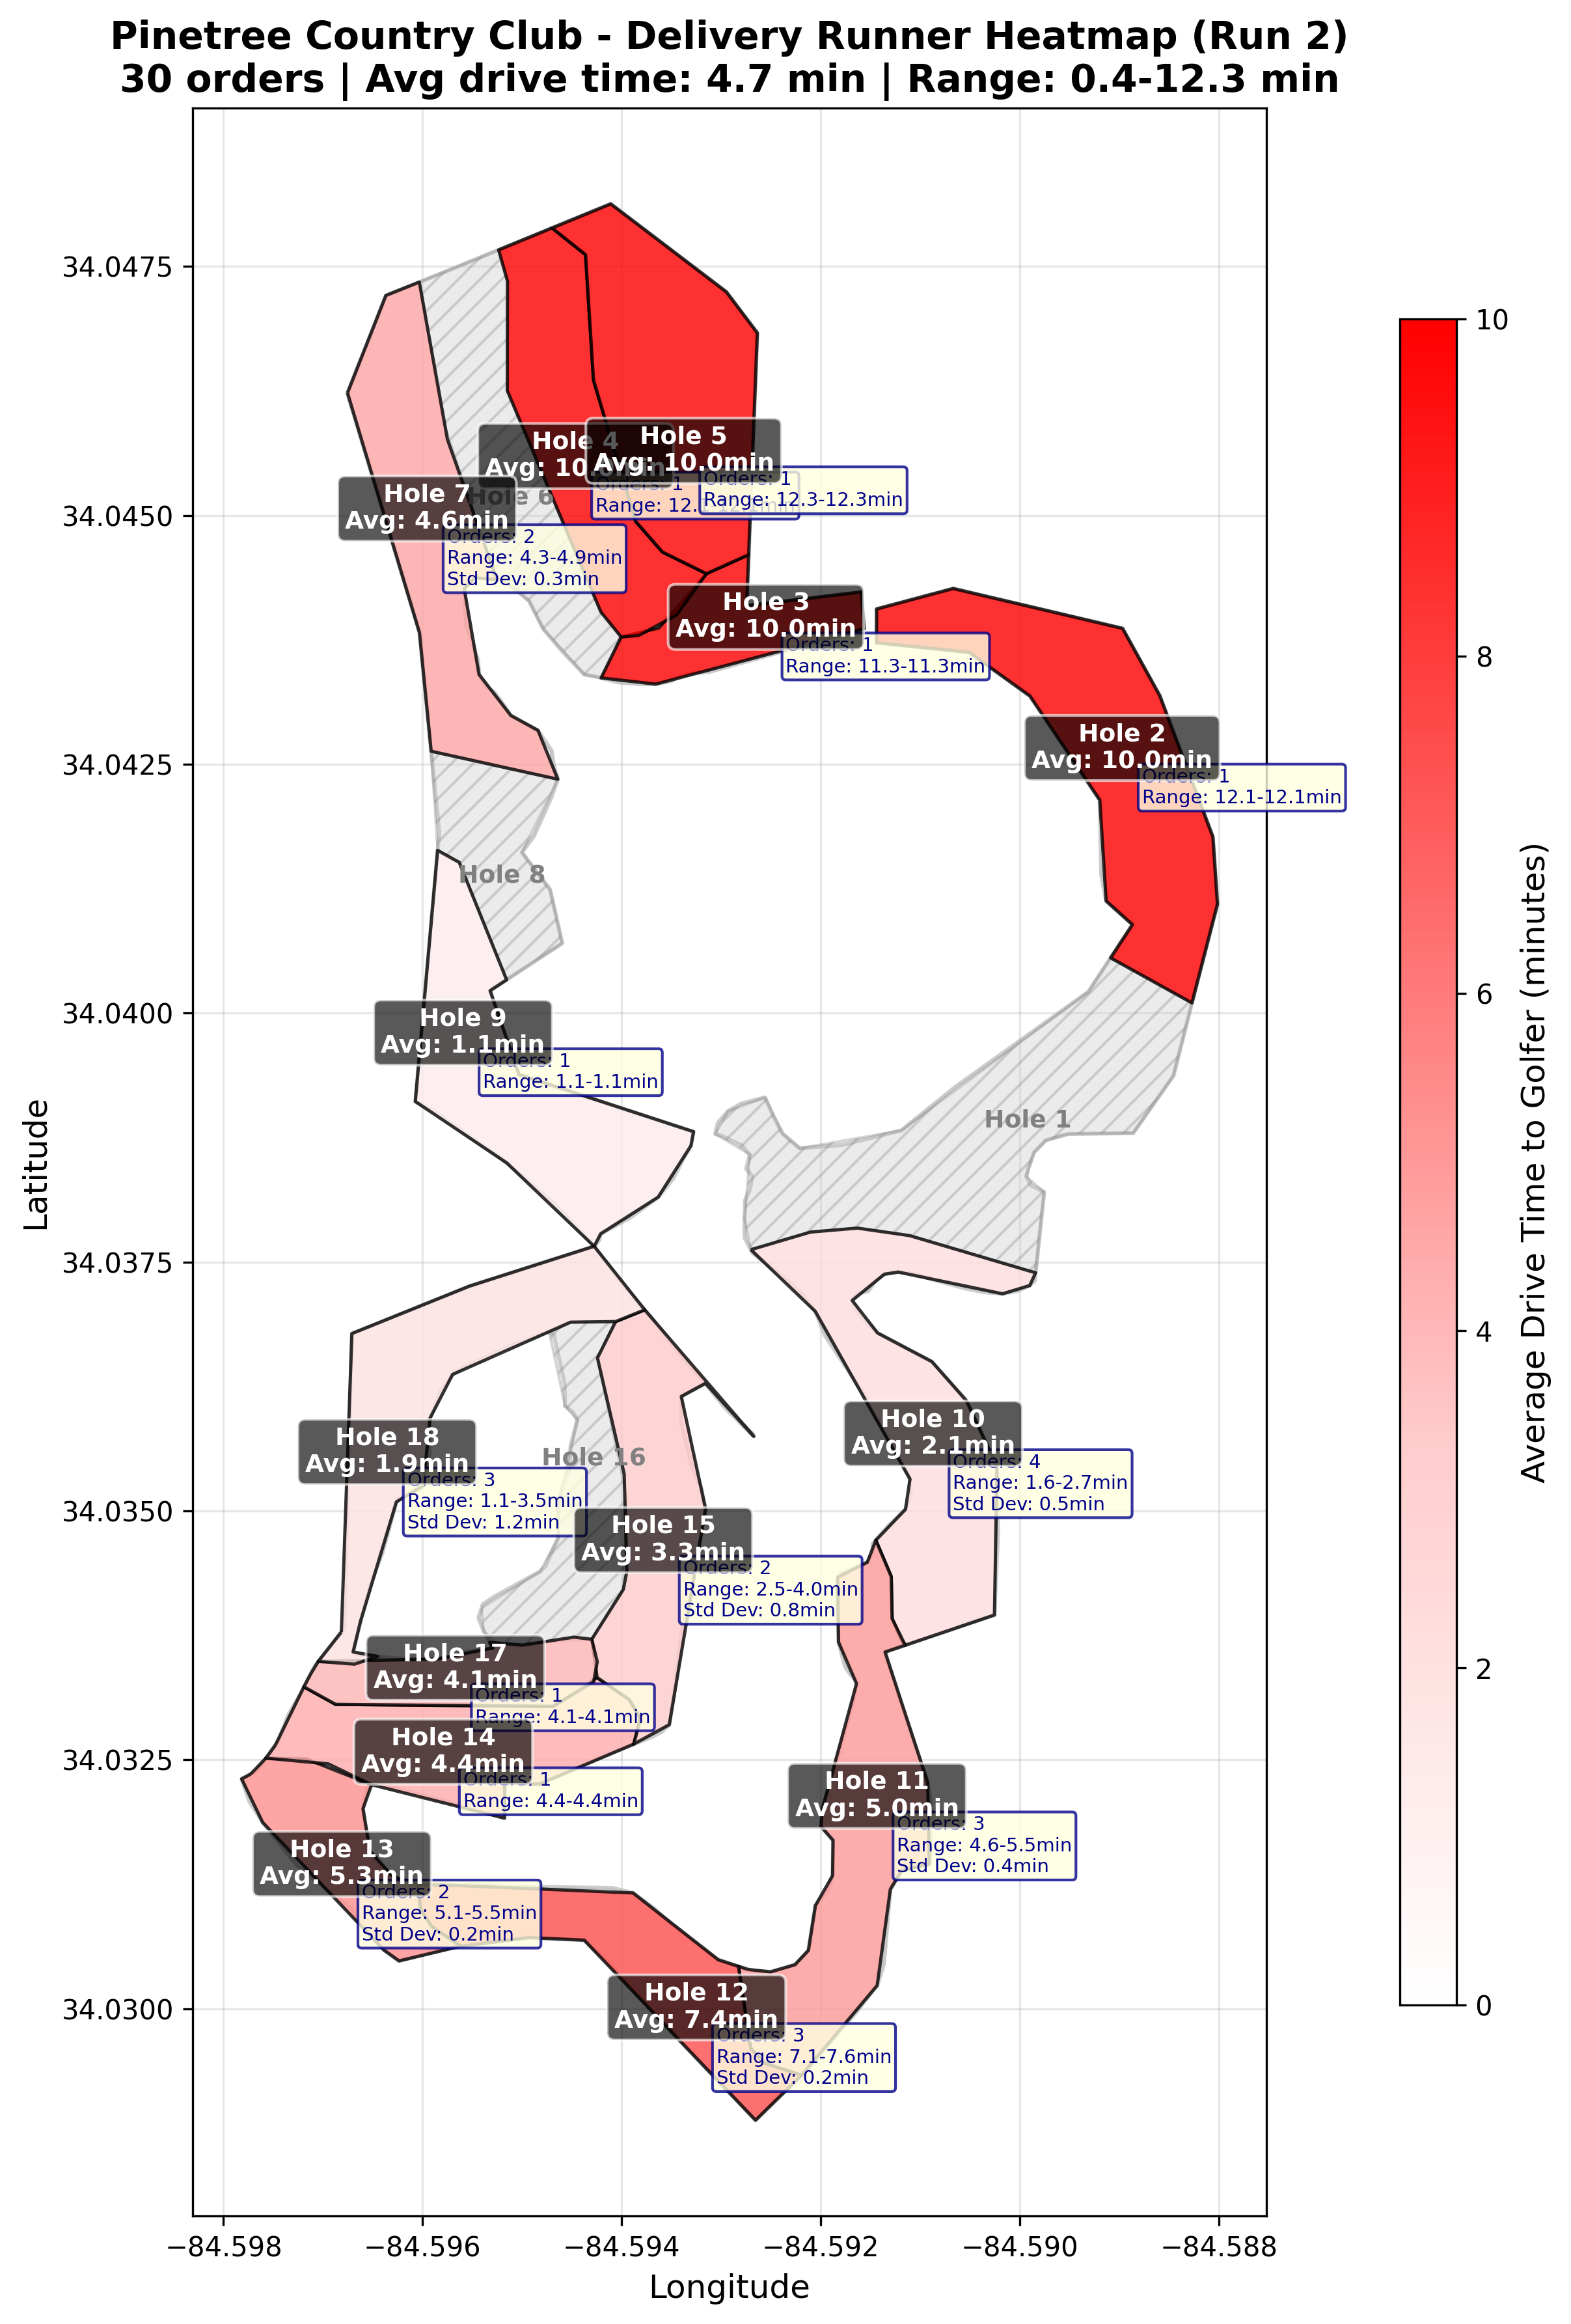 Pinetree Country Club - Delivery Runner Heatmap (Run 2)
30 orders | Avg drive time: 4.7 min | Range: 0.4-12.3 min
34.0475
34.0450
34.0425
34.0400
34.0375
34.0350
34.0325
34.0300
Latitude
−84.598
−84.596
−84.594
−84.592
−84.590
−84.588
Longitude
10
8
6
4
2
0
Average Drive Time to Golfer (minutes)
Hole 4
Avg: 10.0min
Orders: 1
Range:
Hole 5
Avg: 10.0min
Orders: 1
Range: 12.3-12.3min
Hole 6
Hole 7
Avg: 4.6min
Orders: 2
Range: 4.3-4.9min
Std Dev: 0.3min
Hole 3
Avg: 10.0min
Orders: 1
Range: 11.3-11.3min
Hole 2
Avg: 10.0min
Orders: 1
Range: 12.1-12.1min
Hole 8
Hole 9
Avg: 1.1min
Orders: 1
Range: 1.1-1.1min
Hole 1
Hole 10
Avg: 2.1min
Orders: 4
Range: 1.6-2.7min
Std Dev: 0.5min
Hole 18
Avg: 1.9min
Orders: 3
Range: 1.1-3.5min
Std Dev: 1.2min
Hole 16
Hole 15
Avg: 3.3min
Orders: 2
Range: 2.5-4.0min
Std Dev: 0.8min
Hole 17
Avg: 4.1min
Orders: 1
Range: 4.1-4.1min
Hole 14
Avg: 4.4min
Orders: 1
Range: 4.4-4.4min
Hole 11
Avg: 5.0min
Orders: 3
Range: 4.6-5.5min
Std Dev: 0.4min
Hole 13
Avg: 5.3min
Orders: 2
Range: 5.1-5.5min
Std Dev: 0.2min
Hole 12
Avg: 7.4min
Orders: 3
Range: 7.1-7.6min
Std Dev: 0.2min